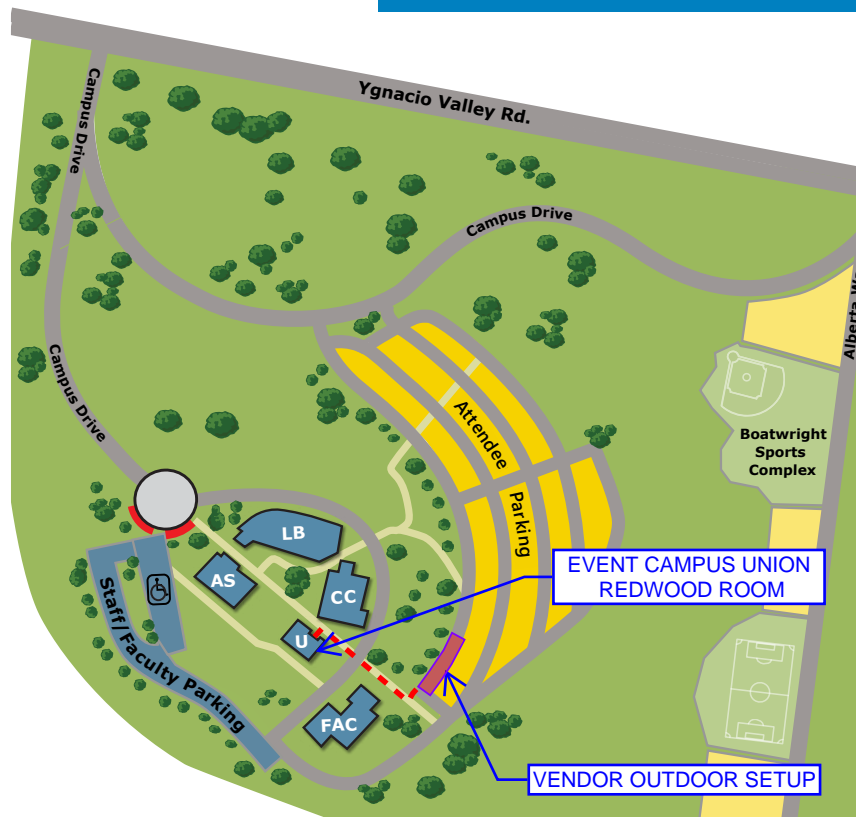 Ygnacio Valley Rd.
Campus Drive
Campus Drive
Campus Drive
Alberta
Attendee
Parking
Boatwright
Sports
Complex
LB
AS
CC
U
FAC
EVENT CAMPUS UNION
REDWOOD ROOM
Staff/Faculty Parking
VENDOR OUTDOOR SETUP